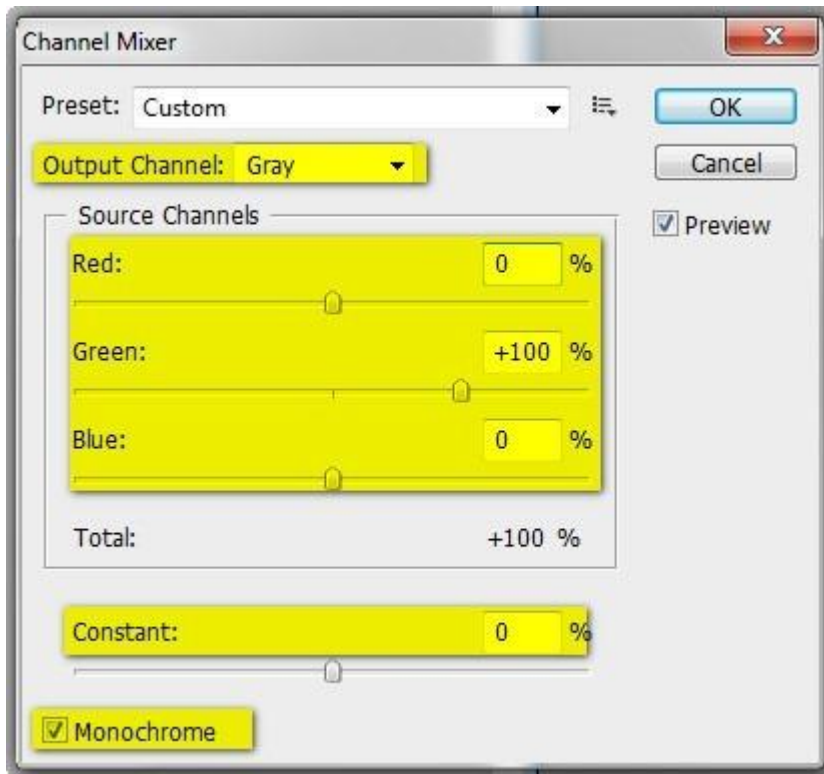 Channel Mixer
Preset: Custom
OK
Output Channel: Gray
Cancel
Source Channels
Preview
Red: 0 %
Green: +100 %
Blue: 0 %
Total: +100 %
Constant: 0 %
Monochrome